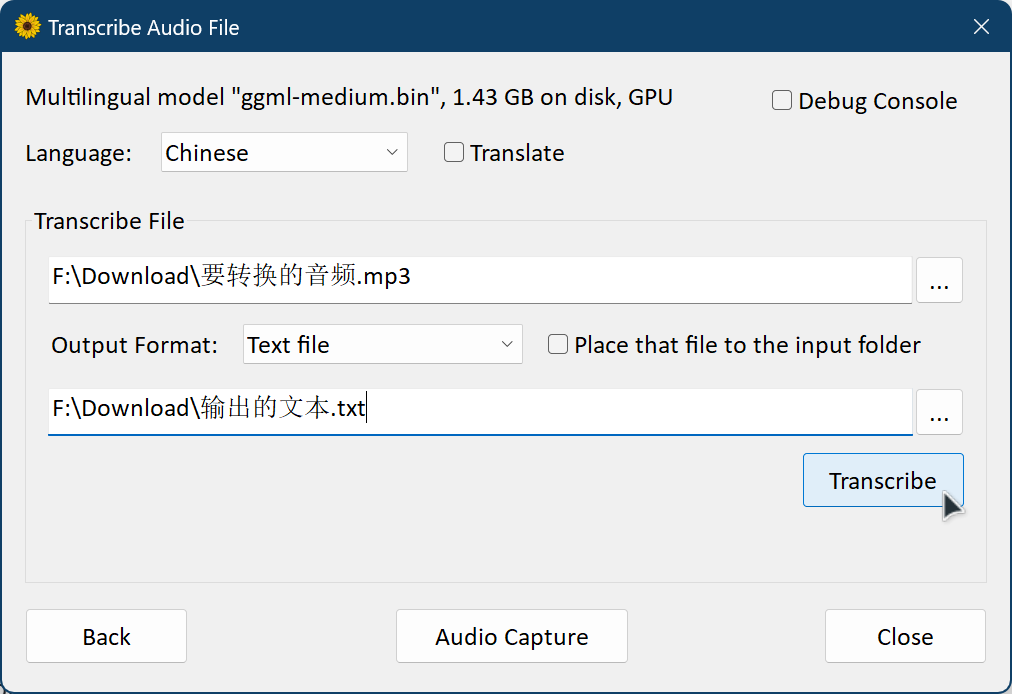 Transcribe Audio File
Multilingual model "ggml-medium.bin", 1.43 GB on disk, GPU
Debug Console
Language: Chinese Translate
Transcribe File
F:\Download\要转换的音频.mp3 ...
Output Format: Text file Place that file to the input folder
F:\Download\输出的文本.txt ...
Transcribe
Back Audio Capture Close